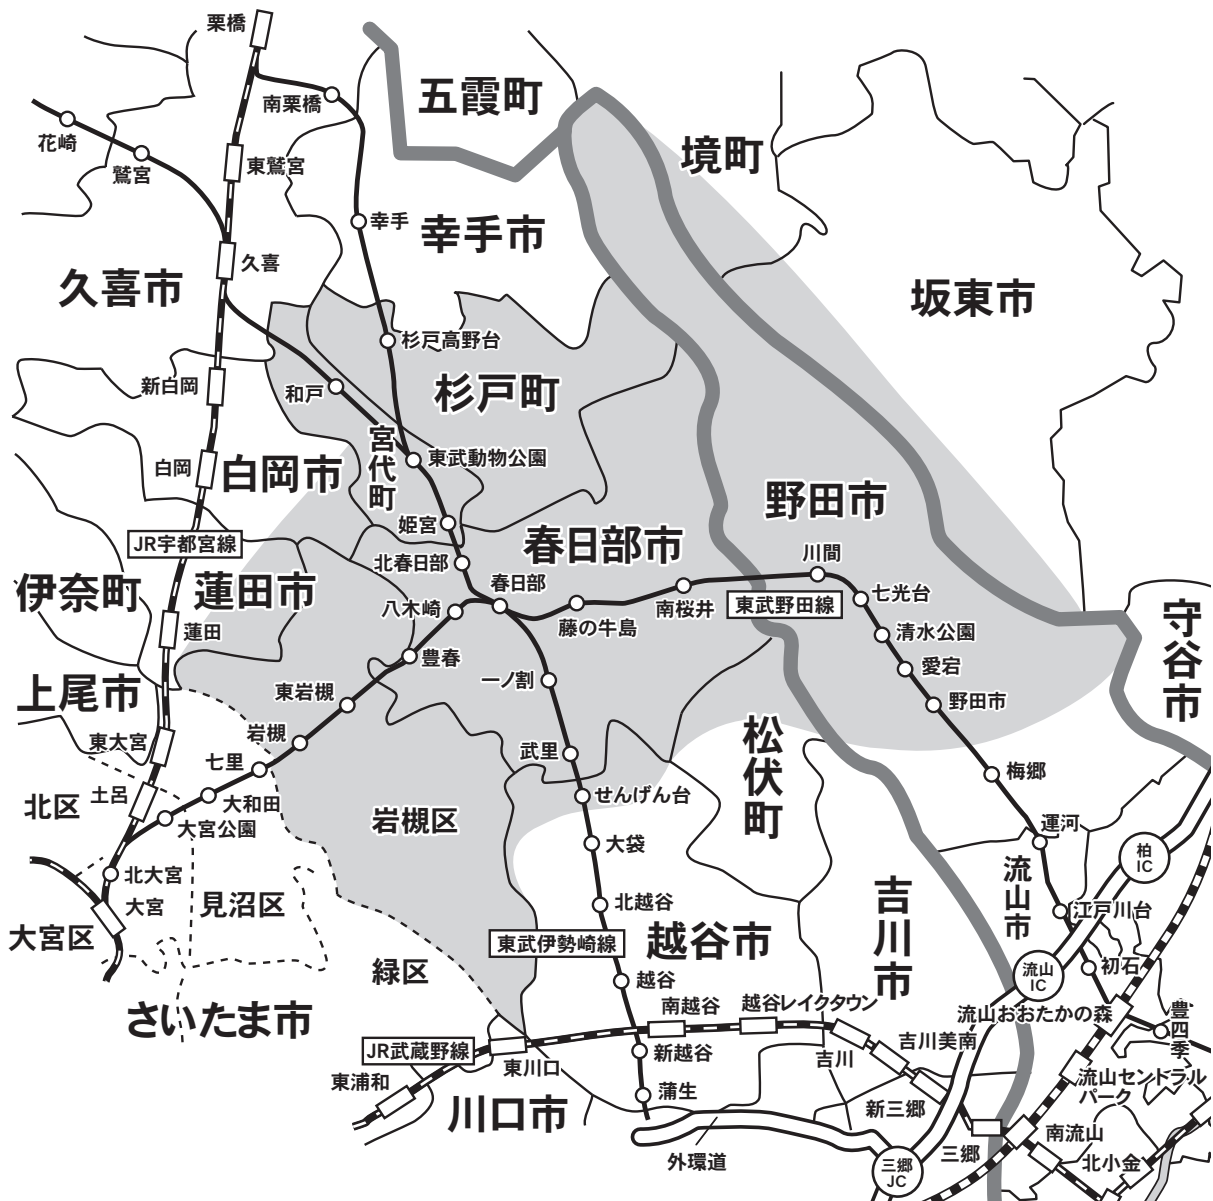 栗橋
南栗橋
五霞町
花崎
鷲宮
東鷲宮
境町
幸手
幸手市
久喜
久喜市
坂東市
杉戸高野台
新白岡
和戸
杉戸町
宮代町
東武動物公園
白岡
白岡市
野田市
姫宮
JR宇都宮線
春日部市
川間
北春日部
伊奈町
蓮田市
春日部
七光台
八木崎
南桜井
東武野田線
守谷市
蓮田
藤の牛島
清水公園
豊春
愛宕
一ノ割
上尾市
東岩槻
野田市
東大宮
岩槻
松伏町
武里
七里
梅郷
北区
土呂
大和田
せんげん台
大宮公園
岩槻区
運河
大袋
柏
IC
北大宮
流山市
大宮
見沼区
北越谷
吉川市
江戸川台
大宮区
東武伊勢崎線
越谷市
緑区
越谷
初石
流山
IC
さいたま市
南越谷
越谷レイクタウン
流山おおたかの森
豊四季
JR武蔵野線
東川口
新越谷
吉川
吉川美南
東浦和
蒲生
流山セントラル
パーク
川口市
新三郷
外環道
三郷
南流山
三郷
JC
北小金